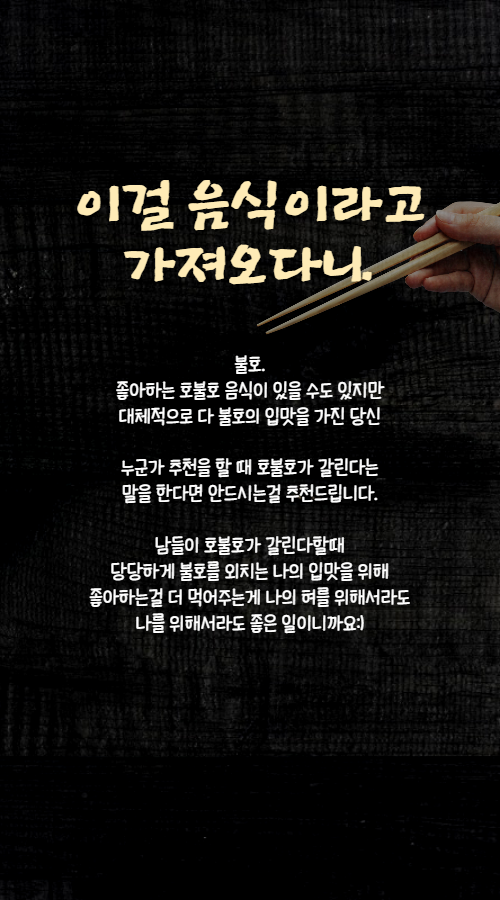 이걸 음식이라고
가져오다니.
불호.
좋아하는 호불호 음식이 있을 수도 있지만
대체적으로 다 불호의 입맛을 가진 당신
누군가 추천을 할 때 호불호가 갈린다는
말을 한다면 안드시는걸 추천드립니다.
남들이 호불호가 갈린다할때
당당하게 불호를 외치는 나의 입맛을 위해
좋아하는걸 더 먹어주는게 나의 혀를 위해서라도
나를 위해서라도 좋은 일이니까요:)